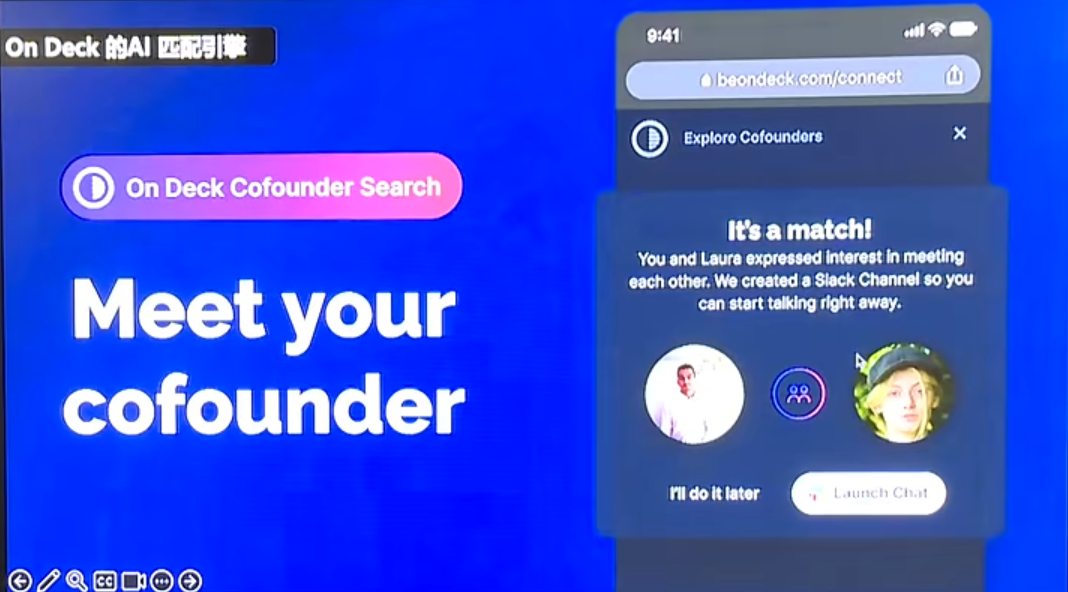 On Deck 的AI 匹配引擎
On Deck Cofounder Search
Meet your
cofounder
9:41
beondeck.com/connect
Explore Cofounders
It's a match!
You and Laura expressed interest in meeting
each other. We created a Slack Channel so you
can start talking right away.
I'll do it later
Launch Chat
CC